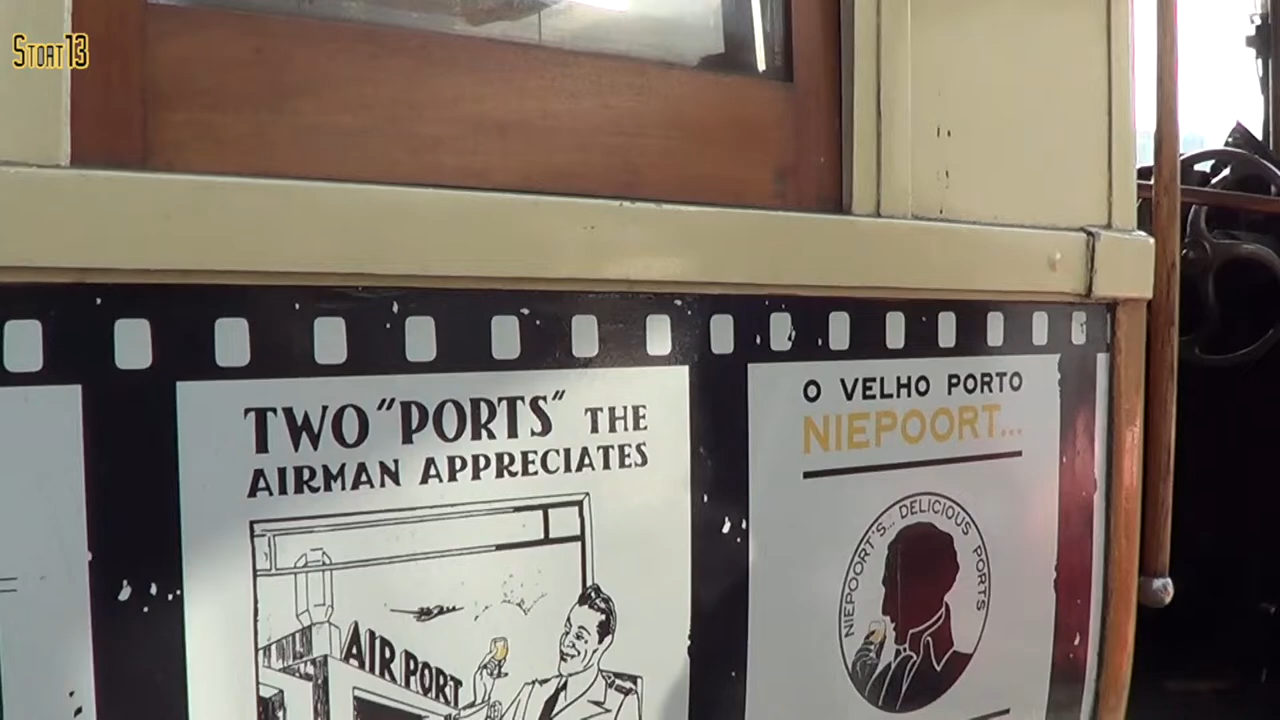 Stort13
TWO "PORTS" THE
AIRMAN APPRECIATES
AIR PORT
O VELHO PORTO
NIEPOORT...
NIEPOORT'S... DELICIOUS PORTS